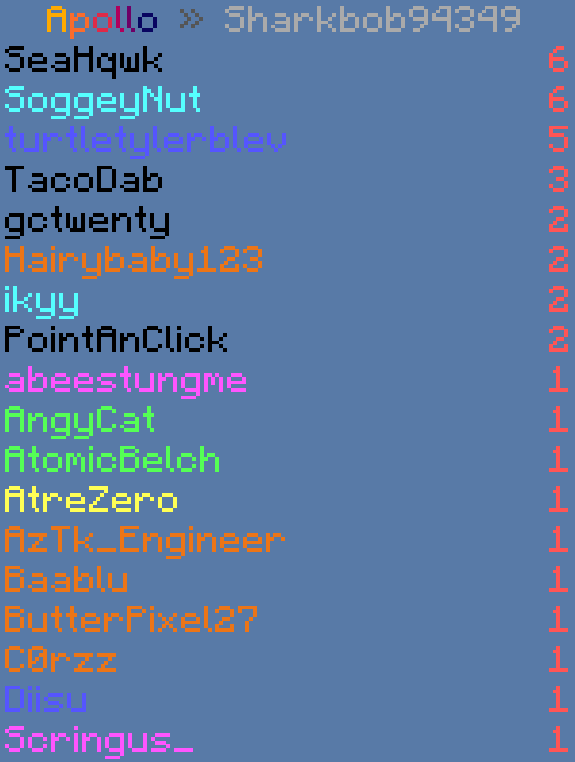 Apollo » Sharkbob94349
SeaHqwk 6
SoggeyNut 6
turtletylerblev 5
TacoDab 3
gctwenty 2
Hairybaby123 2
ikyy 2
PointAnClick 2
abeestungme 1
AngyCat 1
AtomicBelch 1
AtreZero 1
AzTk_Engineer 1
Baablu 1
ButterPixel27 1
C0rzz 1
Diisu 1
Scringus_ 1